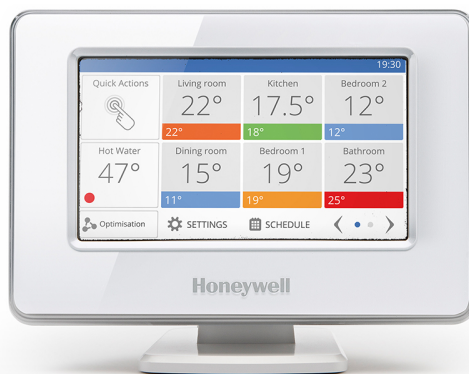 19:30
Quick Actions
Living room
22°
22°
Kitchen
17.5°
18°
Bedroom 2
12°
12°
Hot Water
47°
Dining room
15°
11°
Bedroom 1
19°
19°
Bathroom
23°
25°
Optimisation
SETTINGS
SCHEDULE
Honeywell